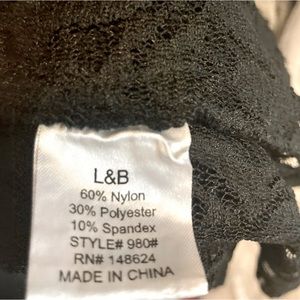 L&B
60% Nylon
30% Polyester
10% Spandex
STYLE# 980#
RN# 148624
MADE IN CHINA